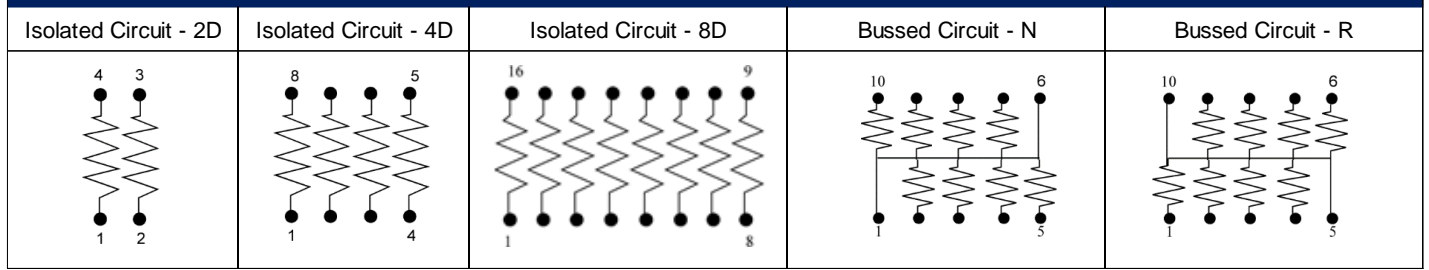 Isolated Circuit - 2D
Isolated Circuit - 4D
Isolated Circuit - 8D
Bussed Circuit - N
Bussed Circuit - R
4 3
1 2
8 5
1 4
16 9
1 8
10 6
1 5
10 6
1 5